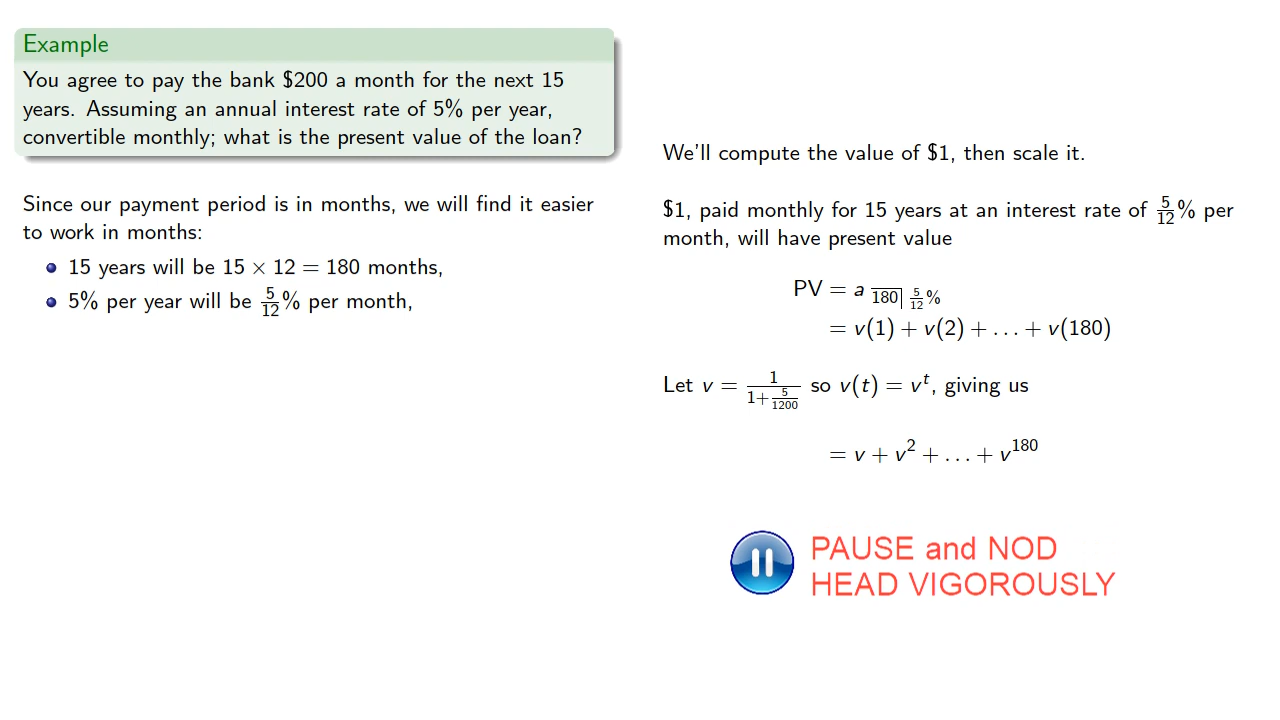 Example
You agree to pay the bank $200 a month for the next 15
years. Assuming an annual interest rate of 5% per year,
convertible monthly; what is the present value of the loan?
Since our payment period is in months, we will find it easier
to work in months:
• 15 years will be 15 × 12 = 180 months,
• 5% per year will be 5/12% per month,
We'll compute the value of $1, then scale it.
$1, paid monthly for 15 years at an interest rate of 5/12% per
month, will have present value
PV = a 180| 5/12%
= v(1) + v(2) + ... + v(180)
Let v = 1/(1+5/1200) so v(t) = v^t, giving us
= v + v^2 + ... + v^180
PAUSE and NOD
HEAD VIGOROUSLY